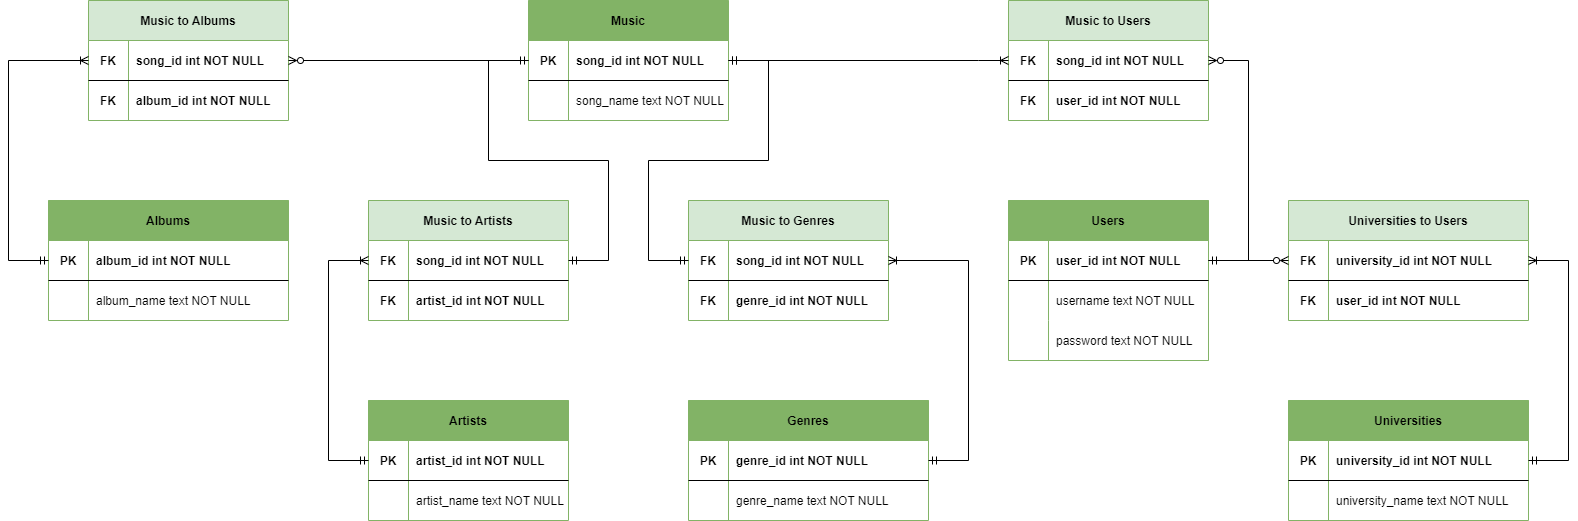 Music to Albums
FK song_id int NOT NULL
FK album_id int NOT NULL
Music
PK song_id int NOT NULL
song_name text NOT NULL
Music to Users
FK song_id int NOT NULL
FK user_id int NOT NULL
Albums
PK album_id int NOT NULL
album_name text NOT NULL
Music to Artists
FK song_id int NOT NULL
FK artist_id int NOT NULL
Music to Genres
FK song_id int NOT NULL
FK genre_id int NOT NULL
Users
PK user_id int NOT NULL
username text NOT NULL
password text NOT NULL
Universities to Users
FK university_id int NOT NULL
FK user_id int NOT NULL
Artists
PK artist_id int NOT NULL
artist_name text NOT NULL
Genres
PK genre_id int NOT NULL
genre_name text NOT NULL
Universities
PK university_id int NOT NULL
university_name text NOT NULL